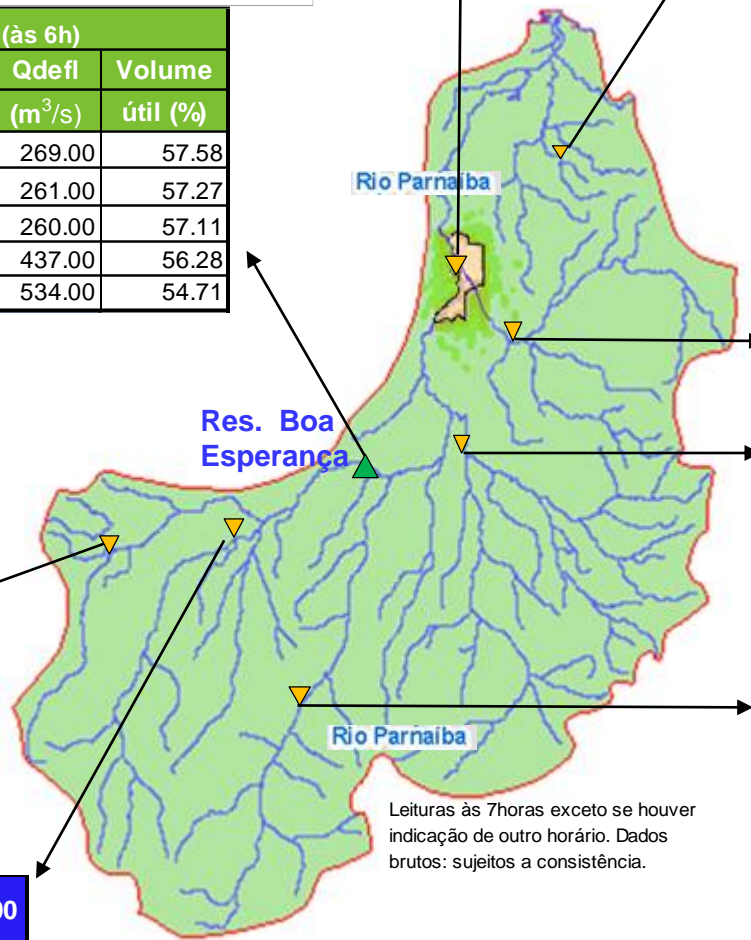 (às 6h)
Qdefl Volume
(m³/s) útil (%)
269.00 57.58
261.00 57.27
260.00 57.11
437.00 56.28
534.00 54.71
Rio Parnaíba
Res. Boa
Esperança
Rio Parnaíba
Leituras às 7horas exceto se houver
indicação de outro horário. Dados
brutos: sujeitos a consistência.